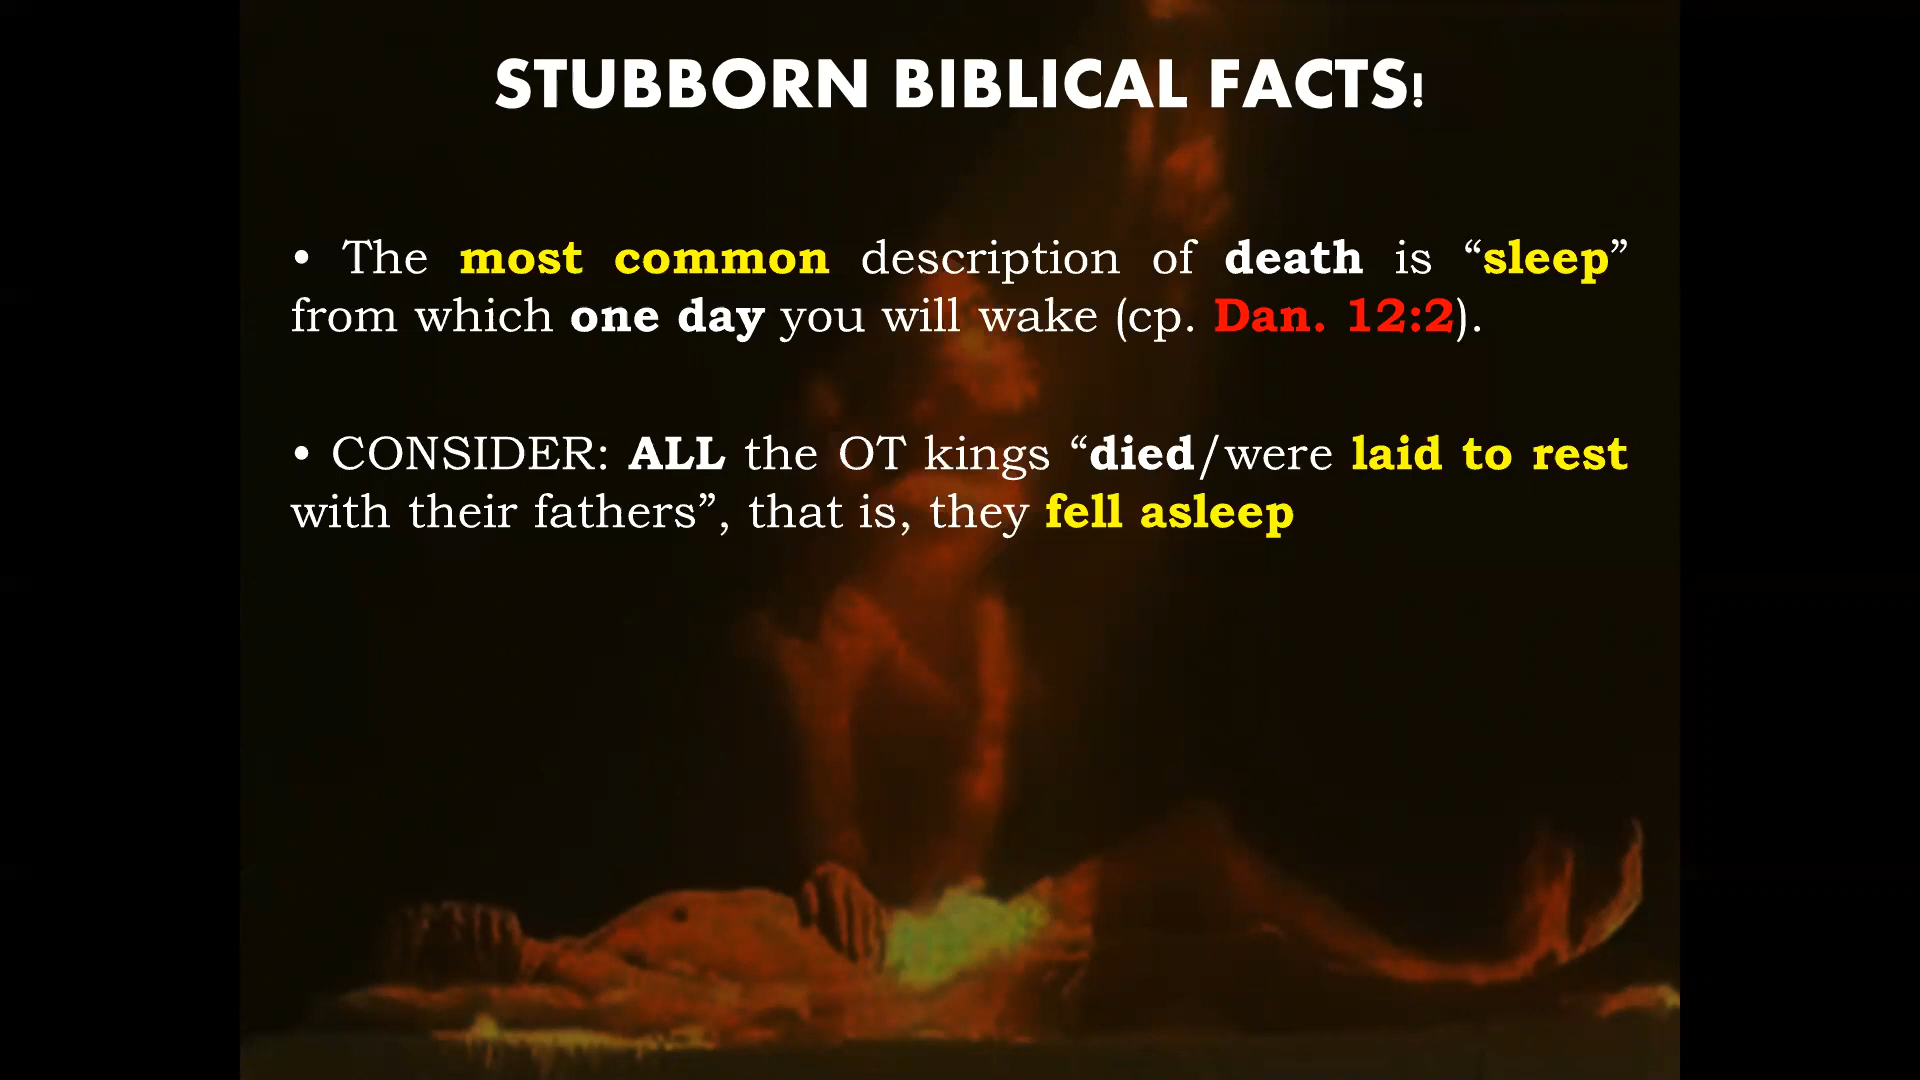 STUBBORN BIBLICAL FACTS!
• The most common description of death is “sleep”
from which one day you will wake (cp. Dan. 12:2).
• CONSIDER: ALL the OT kings “died/were laid to rest
with their fathers”, that is, they fell asleep